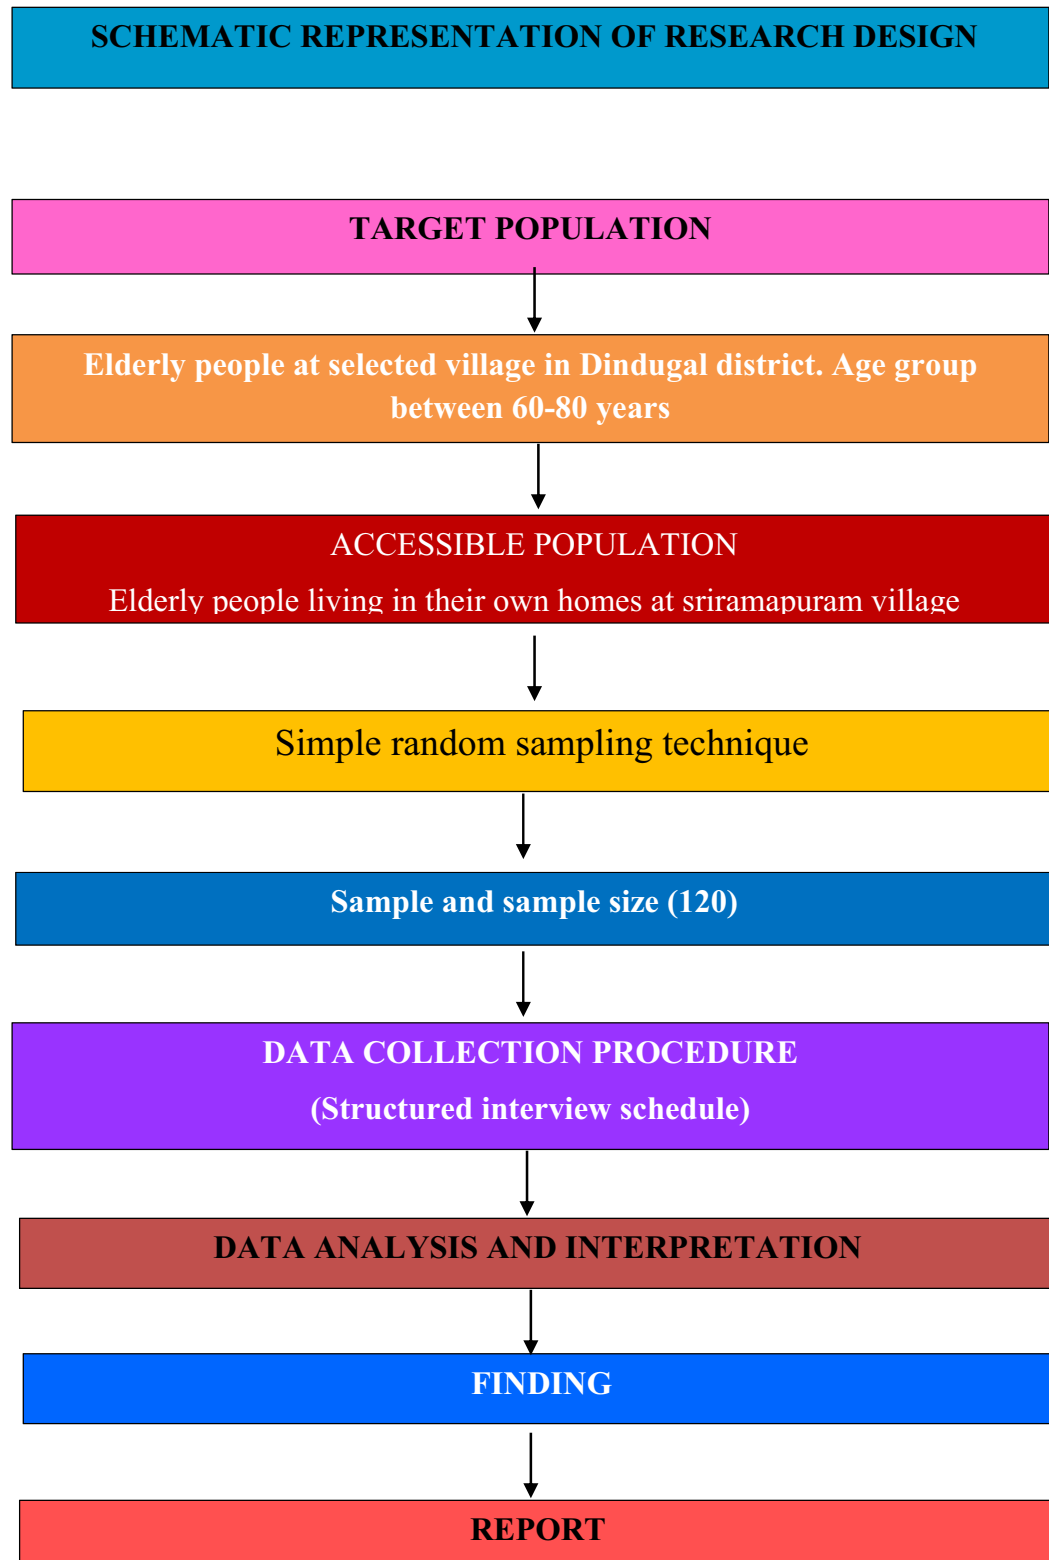 SCHEMATIC REPRESENTATION OF RESEARCH DESIGN
TARGET POPULATION
Elderly people at selected village in Dindugal district. Age group
between 60-80 years
ACCESSIBLE POPULATION
Elderly people living in their own homes at sriramapuram village
Simple random sampling technique
Sample and sample size (120)
DATA COLLECTION PROCEDURE
(Structured interview schedule)
DATA ANALYSIS AND INTERPRETATION
FINDING
REPORT